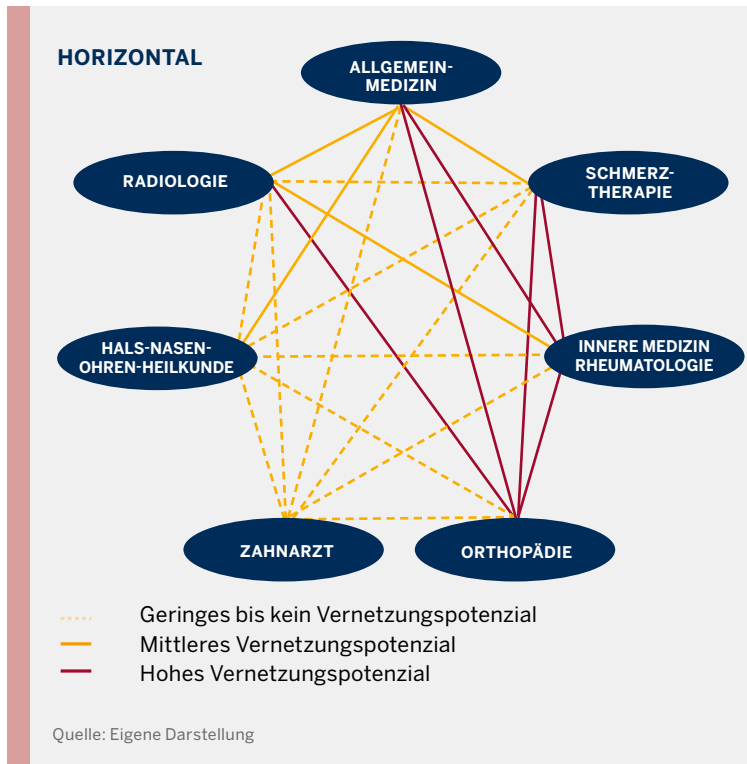 HORIZONTAL
ALLGEMEIN-
MEDIZIN
RADIOLOGIE
SCHMERZ-
THERAPIE
HALS-NASEN-
OHREN-HEILKUNDE
INNERE MEDIZIN
RHEUMATOLOGIE
ZAHNARZT
ORTHOPÄDIE
Geringes bis kein Vernetzungspotenzial
Mittleres Vernetzungspotenzial
Hohes Vernetzungspotenzial
Quelle: Eigene Darstellung